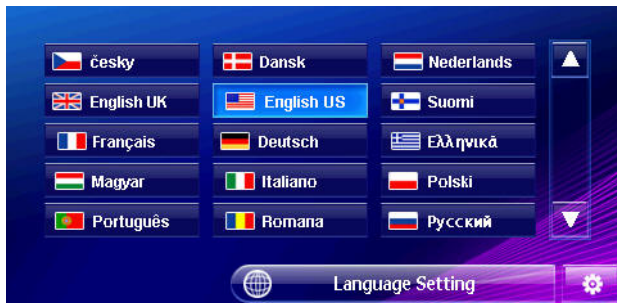 česky
Dansk
Nederlands
English UK
English US
Suomi
Français
Deutsch
Ελληνικά
Magyar
Italiano
Polski
Português
Romana
Русский
Language Setting